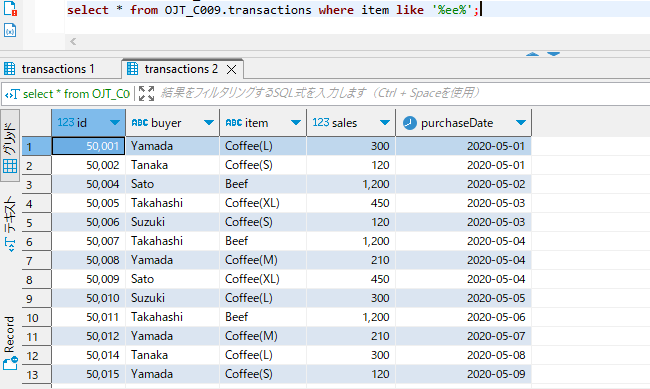 select * from OJT_C009.transactions where item like '%ee%';
transactions 1 transactions 2
select * from OJT_C0 結果をフィルタリングするSQL式を入力します (Ctrl + Spaceを使用)
グリッド
テキスト
Record
123 id ABC buyer ABC item 123 sales purchaseDate
1 50,001 Yamada Coffee(L) 300 2020-05-01
2 50,002 Tanaka Coffee(S) 120 2020-05-01
3 50,004 Sato Beef 1,200 2020-05-02
4 50,005 Takahashi Coffee(XL) 450 2020-05-03
5 50,006 Suzuki Coffee(S) 120 2020-05-03
6 50,007 Takahashi Beef 1,200 2020-05-04
7 50,008 Yamada Coffee(M) 210 2020-05-04
8 50,009 Sato Coffee(XL) 450 2020-05-04
9 50,010 Suzuki Coffee(L) 300 2020-05-05
10 50,011 Takahashi Beef 1,200 2020-05-06
11 50,012 Yamada Coffee(M) 210 2020-05-07
12 50,014 Tanaka Coffee(L) 300 2020-05-08
13 50,015 Yamada Coffee(S) 120 2020-05-09